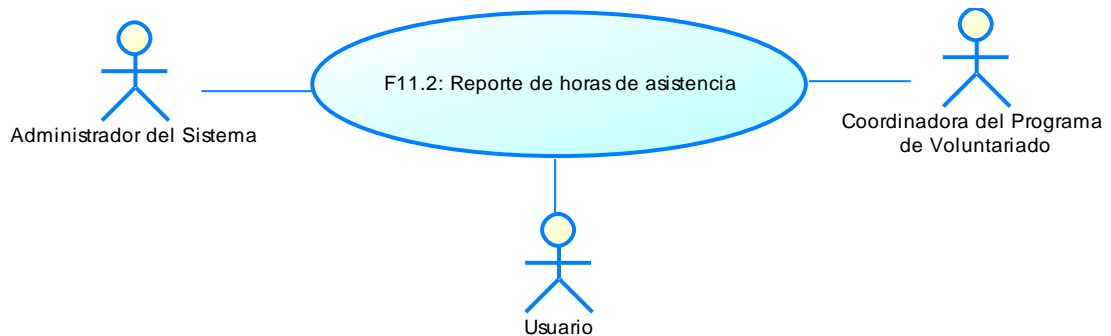 F11.2: Reporte de horas de asistencia
Administrador del Sistema
Coordinadora del Programa
de Voluntariado
Usuario